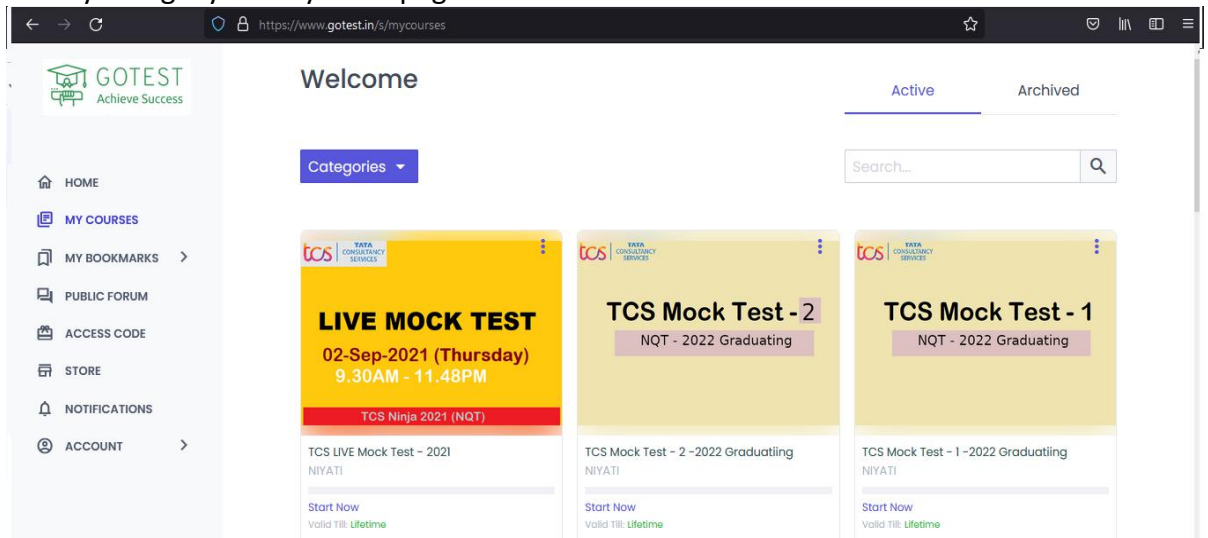 https://www.gotest.in/s/mycourses
GOTEST
Achieve Success
HOME
MY COURSES
MY BOOKMARKS
PUBLIC FORUM
ACCESS CODE
STORE
NOTIFICATIONS
ACCOUNT
Welcome
Active Archived
Categories
Search...
tcs TATA CONSULTANCY SERVICES
LIVE MOCK TEST
02-Sep-2021 (Thursday)
9.30AM - 11.48PM
TCS Ninja 2021 (NQT)
TCS LIVE Mock Test - 2021
NIYATI
Start Now
Valid Till: Lifetime
tcs TATA CONSULTANCY SERVICES
TCS Mock Test - 2
NQT - 2022 Graduating
TCS Mock Test - 2 -2022 Graduatiing
NIYATI
Start Now
Valid Till: Lifetime
tcs TATA CONSULTANCY SERVICES
TCS Mock Test - 1
NQT - 2022 Graduating
TCS Mock Test - 1 -2022 Graduatiing
NIYATI
Start Now
Valid Till: Lifetime